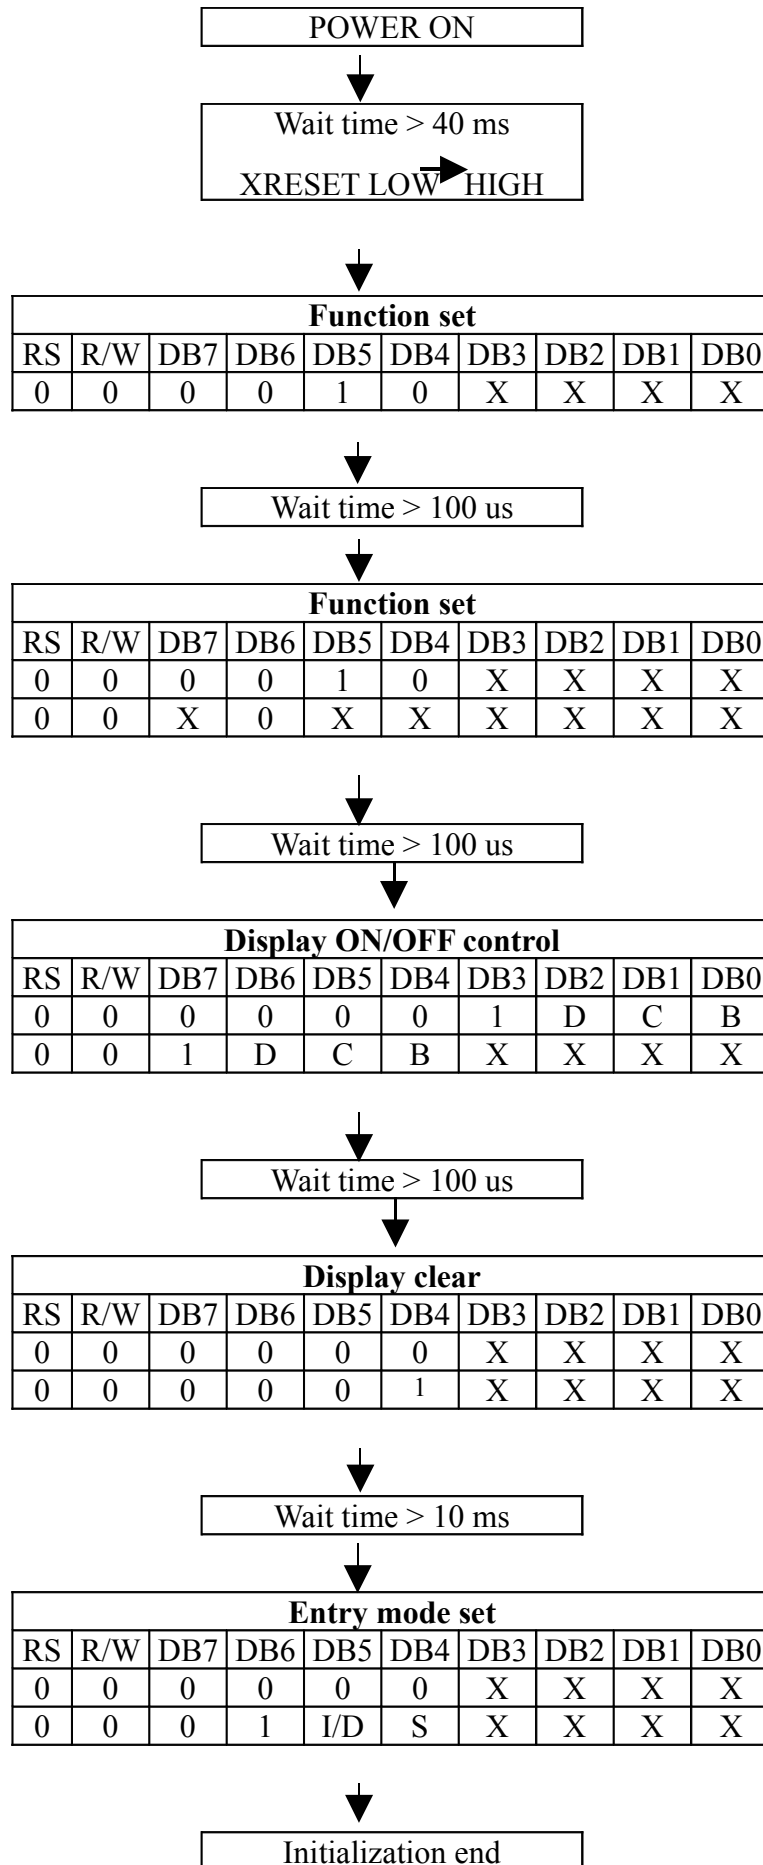 POWER ON
Wait time > 40 ms
XRESET LOW HIGH
Function set
RS R/W DB7 DB6 DB5 DB4 DB3 DB2 DB1 DB0
0 0 0 0 1 0 X X X X
Wait time > 100 us
Function set
RS R/W DB7 DB6 DB5 DB4 DB3 DB2 DB1 DB0
0 0 0 0 1 0 X X X X
0 0 X 0 X X X X X X
Wait time > 100 us
Display ON/OFF control
RS R/W DB7 DB6 DB5 DB4 DB3 DB2 DB1 DB0
0 0 0 0 0 0 1 D C B
0 0 1 D C B X X X X
Wait time > 100 us
Display clear
RS R/W DB7 DB6 DB5 DB4 DB3 DB2 DB1 DB0
0 0 0 0 0 0 X X X X
0 0 0 0 0 1 X X X X
Wait time > 10 ms
Entry mode set
RS R/W DB7 DB6 DB5 DB4 DB3 DB2 DB1 DB0
0 0 0 0 0 0 X X X X
0 0 0 1 I/D S X X X X
Initialization end